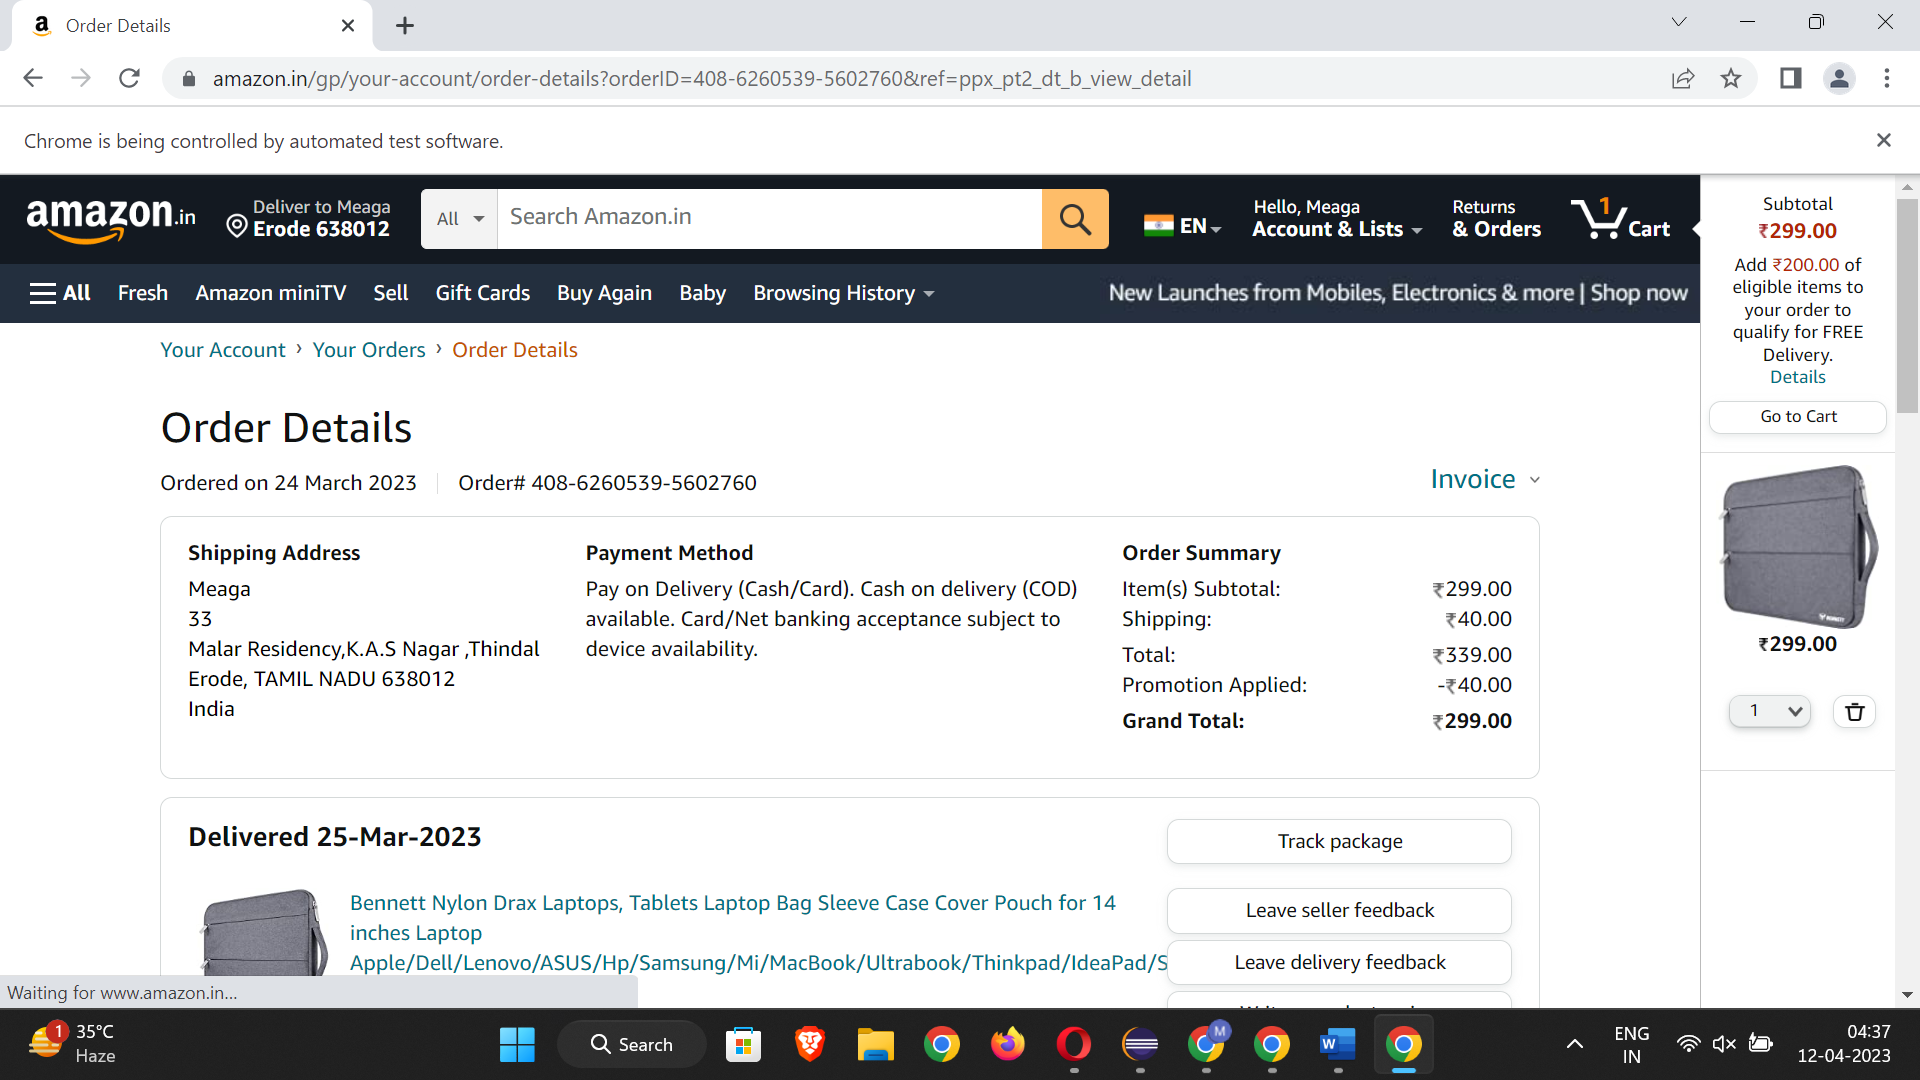 Order Details
amazon.in/gp/your-account/order-details?orderID=408-6260539-5602760&ref=ppx_pt2_dt_b_view_detail
Chrome is being controlled by automated test software.
amazon.in
Deliver to Meaga
Erode 638012
All
Search Amazon.in
EN
Hello, Meaga
Account & Lists
Returns
& Orders
1
Cart
All Fresh Amazon miniTV Sell Gift Cards Buy Again Baby Browsing History
New Launches from Mobiles, Electronics & more | Shop now
Subtotal
₹299.00
Add ₹200.00 of
eligible items to
your order to
qualify for FREE
Delivery.
Details
Go to Cart
₹299.00
1
Your Account › Your Orders › Order Details
Order Details
Ordered on 24 March 2023
Order# 408-6260539-5602760
Invoice
Shipping Address
Meaga
33
Malar Residency,K.A.S Nagar ,Thindal
Erode, TAMIL NADU 638012
India
Payment Method
Pay on Delivery (Cash/Card). Cash on delivery (COD)
available. Card/Net banking acceptance subject to
device availability.
Order Summary
Item(s) Subtotal: ₹299.00
Shipping: ₹40.00
Total: ₹339.00
Promotion Applied: -₹40.00
Grand Total: ₹299.00
Delivered 25-Mar-2023
Bennett Nylon Drax Laptops, Tablets Laptop Bag Sleeve Case Cover Pouch for 14
inches Laptop
Apple/Dell/Lenovo/ASUS/Hp/Samsung/Mi/MacBook/Ultrabook/Thinkpad/IdeaPad/S
Track package
Leave seller feedback
Leave delivery feedback
Waiting for www.amazon.in...
1
35°C
Haze
Search
M
W
ENG
IN
04:37
12-04-2023